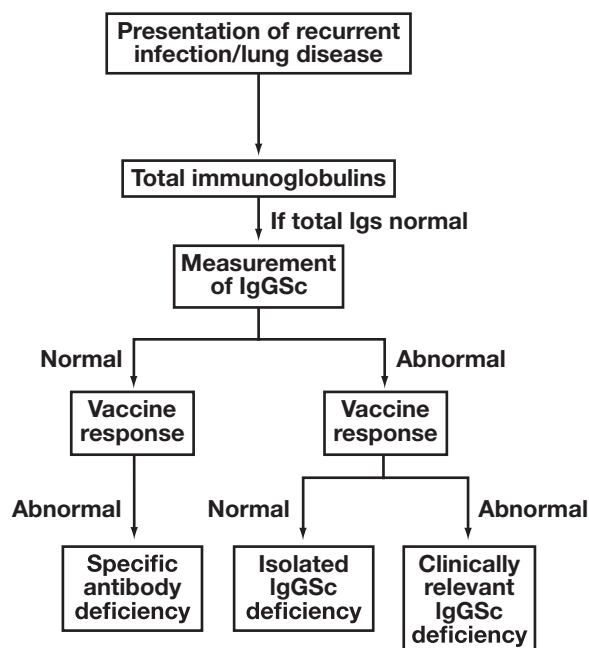 Presentation of recurrent
infection/lung disease
Total immunoglobulins
If total Igs normal
Measurement
of IgGSc
Normal
Abnormal
Vaccine
response
Vaccine
response
Abnormal
Normal
Abnormal
Specific
antibody
deficiency
Isolated
IgGSc
deficiency
Clinically
relevant
IgGSc
deficiency